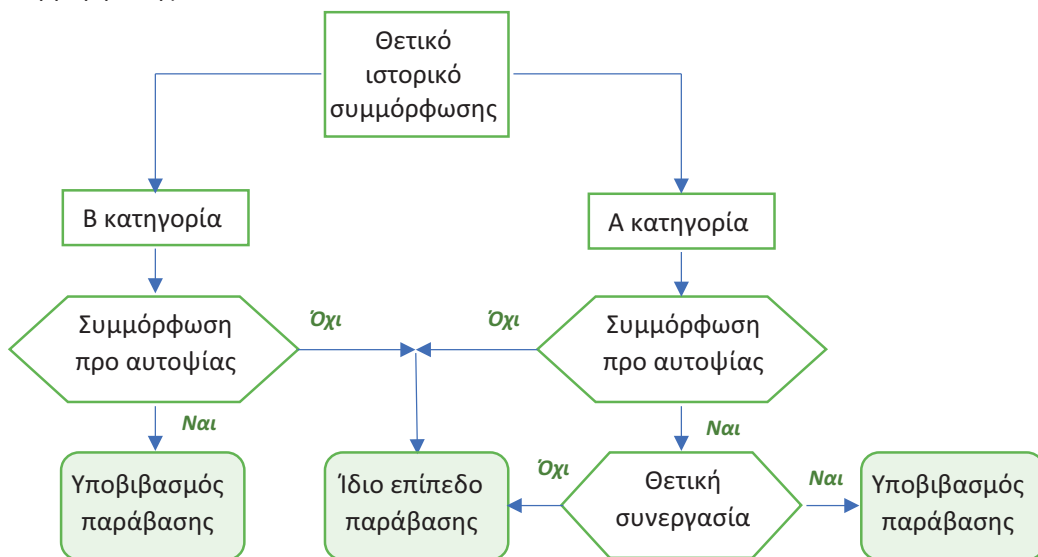 Θετικό
ιστορικό
συμμόρφωσης
Β κατηγορία
Α κατηγορία
Συμμόρφωση
προ αυτοψίας
Όχι
Όχι
Συμμόρφωση
προ αυτοψίας
Ναι
Ναι
Υποβιβασμός
παράβασης
Ίδιο επίπεδο
παράβασης
Όχι
Θετική
συνεργασία
Ναι
Υποβιβασμός
παράβασης